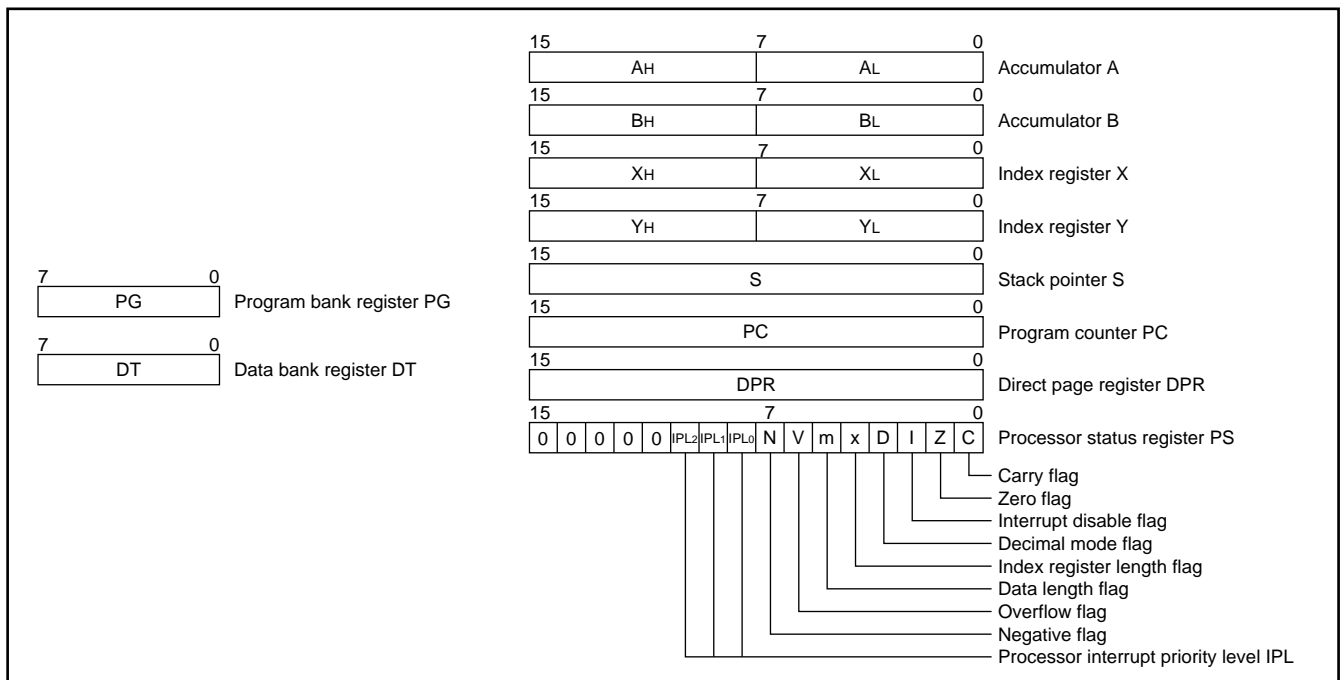 15 7 0
AH AL Accumulator A
15 7 0
BH BL Accumulator B
15 7 0
XH XL Index register X
15 7 0
YH YL Index register Y
15 0
S Stack pointer S
7 0
PG Program bank register PG
15 0
PC Program counter PC
7 0
DT Data bank register DT
15 0
DPR Direct page register DPR
15 7 0
0 0 0 0 0 IPL2 IPL1 IPL0 N V m x D I Z C Processor status register PS
Carry flag
Zero flag
Interrupt disable flag
Decimal mode flag
Index register length flag
Data length flag
Overflow flag
Negative flag
Processor interrupt priority level IPL